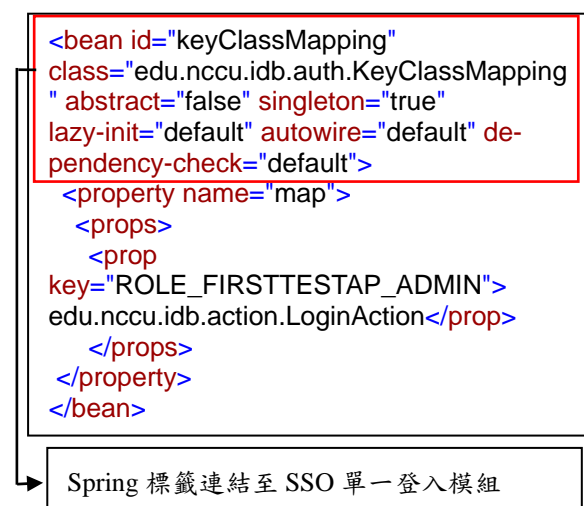 <bean id="keyClassMapping"
class="edu.nccu.idb.auth.KeyClassMapping
" abstract="false" singleton="true"
lazy-init="default" autowire="default" de-
pendency-check="default">
<property name="map">
<props>
<prop
key="ROLE_FIRSTTESTAP_ADMIN">
edu.nccu.idb.action.LoginAction</prop>
</props>
</property>
</bean>
Spring 標籤連結至 SSO 單一登入模組